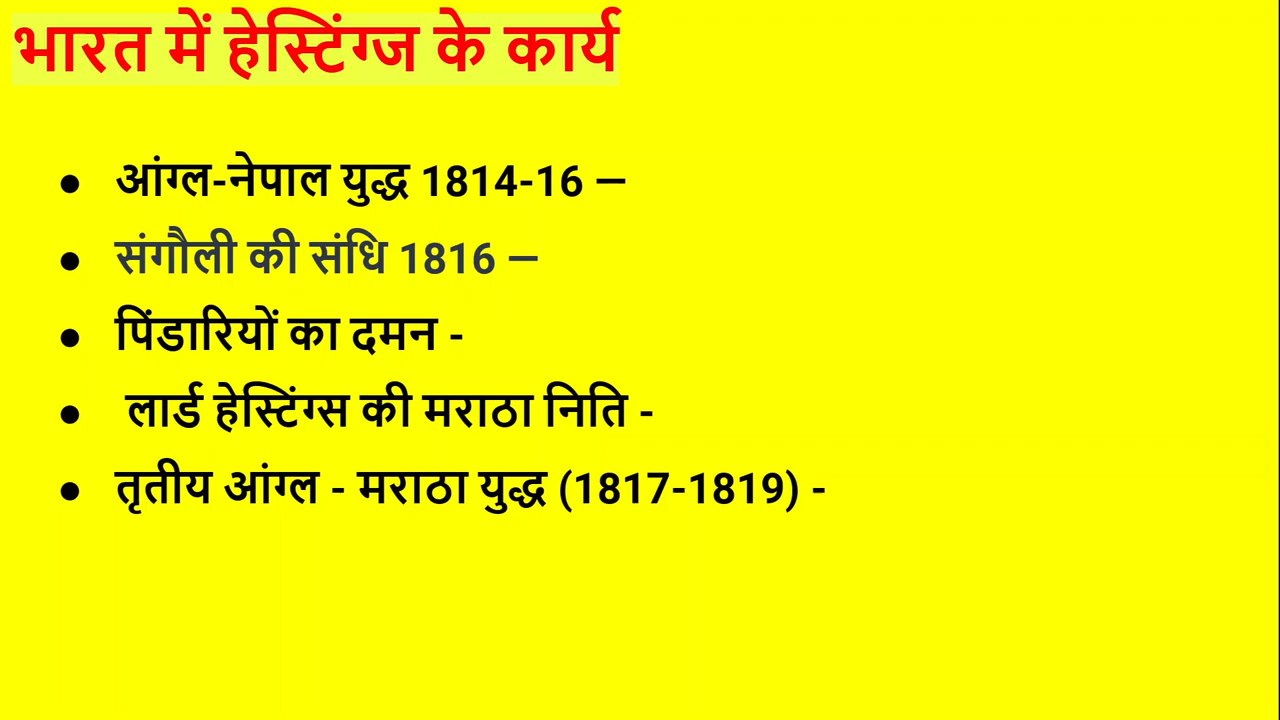 भारत में हेस्टिंग्ज के कार्य
● आंग्ल-नेपाल युद्ध 1814-16 –
● संगौली की संधि 1816 –
● पिंडारियों का दमन -
● लार्ड हेस्टिंग्स की मराठा निति -
● तृतीय आंग्ल - मराठा युद्ध (1817-1819) -